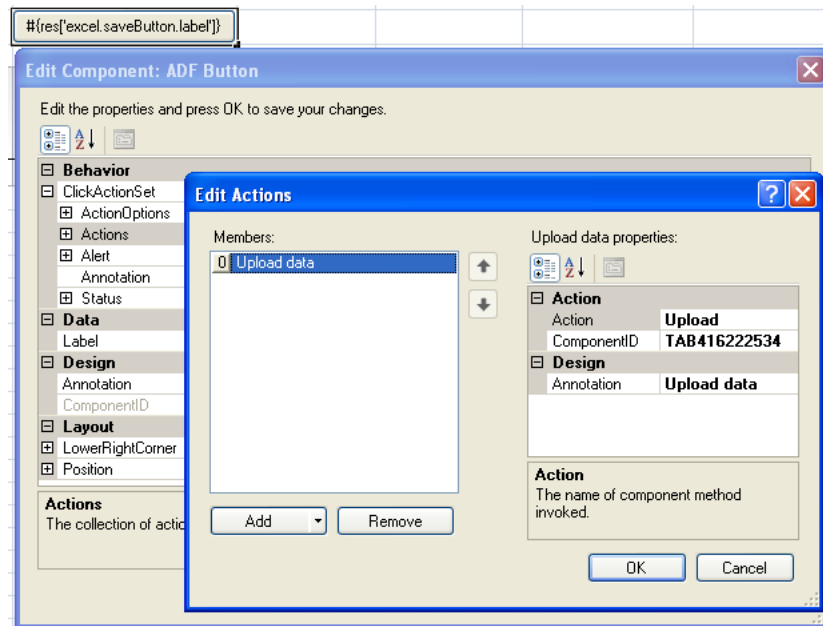 #{res['excel.saveButton.label']}
Edit Component: ADF Button
Edit the properties and press OK to save your changes.
Behavior
ClickActionSet
ActionOptions
Actions
Alert
Annotation
Status
Data
Label
Design
Annotation
ComponentID
Layout
LowerRightCorner
Position
Actions
The collection of actio
Edit Actions
Members:
0 Upload data
Add
Remove
Upload data properties:
Action
Action Upload
ComponentID TAB416222534
Design
Annotation Upload data
Action
The name of component method
invoked.
OK
Cancel